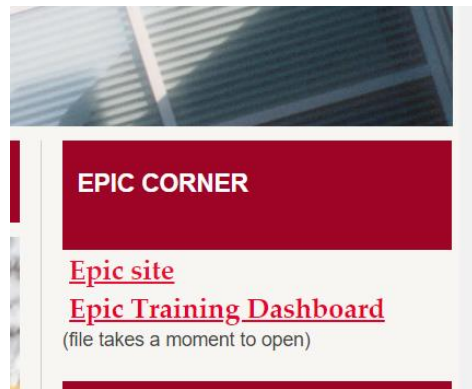 EPIC CORNER
Epic site
Epic Training Dashboard
(file takes a moment to open)